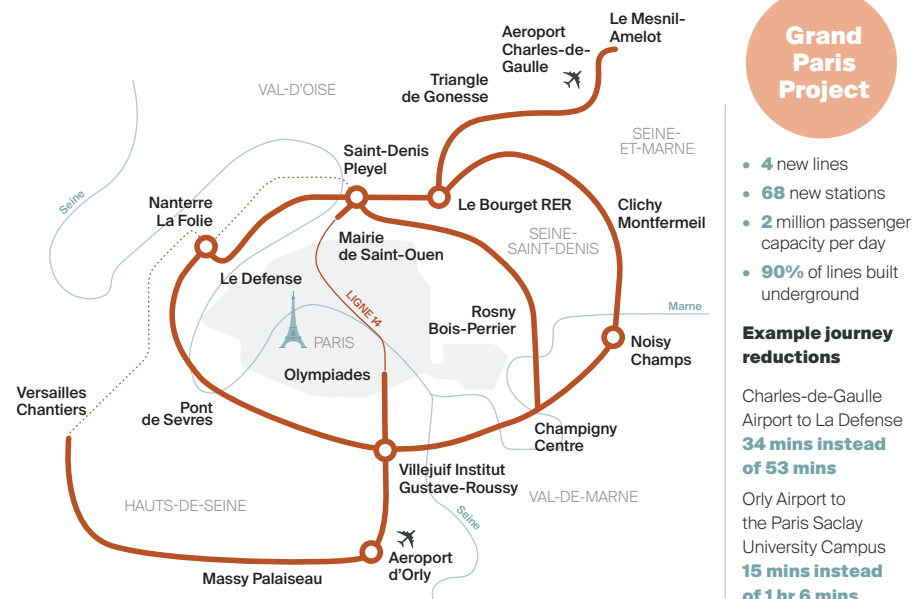 Le Mesnil-
Amelot
Aeroport
Charles-de-
Gaulle
Triangle
de Gonesse
VAL-D'OISE
SEINE-
ET-MARNE
Saint-Denis
Pleyel
Seine
Nanterre
La Folie
Le Bourget RER
Clichy
Montfermeil
Mairie
de Saint-Ouen
SEINE-
SAINT-DENIS
Le Defense
LIGNE 14
Rosny
Bois-Perrier
Marne
PARIS
Noisy
Champs
Olympiades
Versailles
Chantiers
Pont
de Sevres
Champigny
Centre
Villejuif Institut
Gustave-Roussy
HAUTS-DE-SEINE
VAL-DE-MARNE
Seine
Aeroport
d'Orly
Massy Palaiseau
Grand
Paris
Project
• 4 new lines
• 68 new stations
• 2 million passenger
capacity per day
• 90% of lines built
underground
Example journey
reductions
Charles-de-Gaulle
Airport to La Defense
34 mins instead
of 53 mins
Orly Airport to
the Paris Saclay
University Campus
15 mins instead
of 1 hr 6 mins